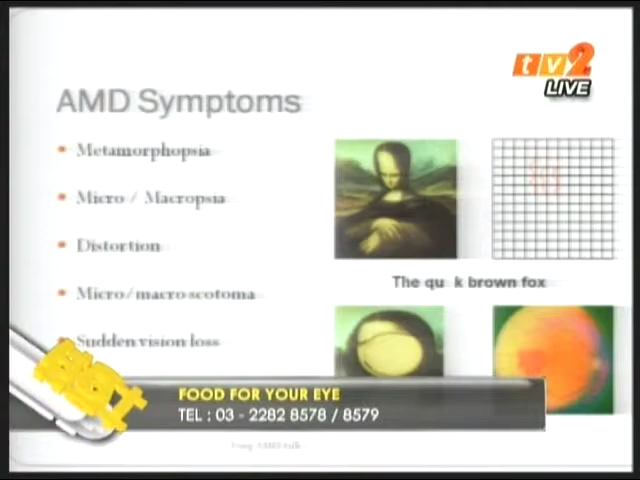 tv2
LIVE
AMD Symptoms
Metamorphopsia
Micro / Macropsia
Distortion
Micro/macro scotoma
Sudden vision loss
The qu k brown fox
FOOD FOR YOUR EYE
TEL : 03 - 2282 8578 / 8579